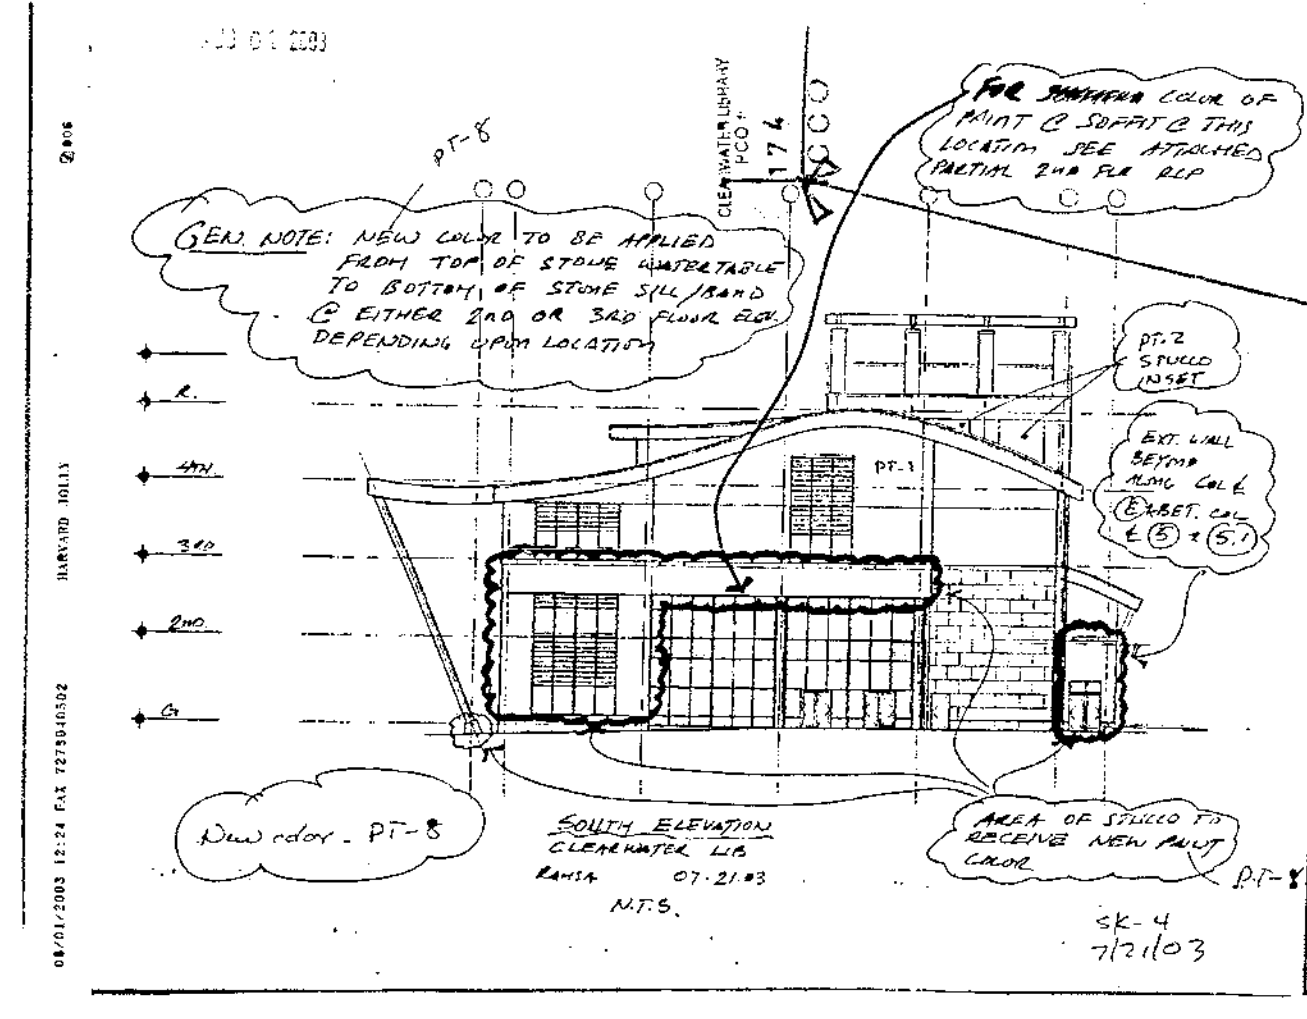 2003
006
HARVARD JOLLY
08/01/2003 12:24 FAX 7278040502
CLEARWATER LIBRARY
PCO #
174
CCCO
PT-8
GEN. NOTE: NEW COLOR TO BE APPLIED
FROM TOP OF STONE WATERTABLE
TO BOTTOM OF STONE SILL/BAND
@ EITHER 2ND OR 3RD FLOOR ELEV.
DEPENDING UPON LOCATION
FOR COLOR OF
PAINT @ SOFFIT @ THIS
LOCATION SEE ATTACHED
PARTIAL 2ND FLR RCP
PT-2
STUCCO
INSET
EXT. WALL
BEYOND
COL ℄
E & BET. COL
℄ 5 & 5.1
R.
4TH.
3RD
2ND.
G
PT-1
New color - PT-8
SOUTH ELEVATION
CLEARWATER LIB
RAMSA 07.21.03
N.T.S.
AREA OF STUCCO TO
RECEIVE NEW PAINT
COLOR
PT-8
SK-4
7/21/03